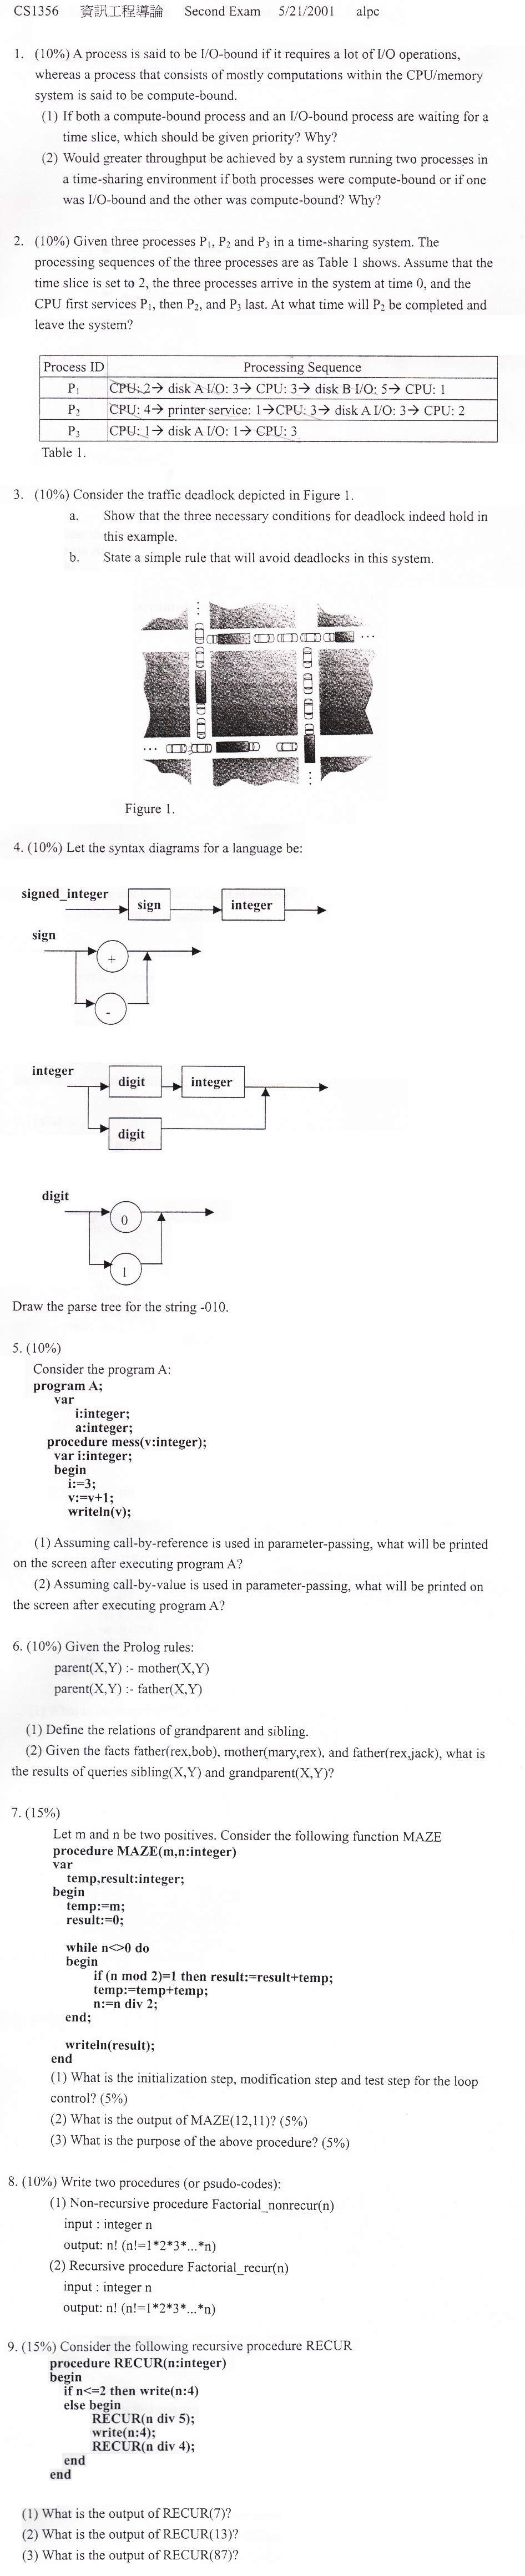 CS1356 資訊工程導論 Second Exam 5/21/2001 alpc
1. (10%) A process is said to be I/O-bound if it requires a lot of I/O operations,
whereas a process that consists of mostly computations within the CPU/memory
system is said to be compute-bound.
(1) If both a compute-bound process and an I/O-bound process are waiting for a
time slice, which should be given priority? Why?
(2) Would greater throughput be achieved by a system running two processes in
a time-sharing environment if both processes were compute-bound or if one
was I/O-bound and the other was compute-bound? Why?
2. (10%) Given three processes P₁, P₂ and P₃ in a time-sharing system. The
processing sequences of the three processes are as Table 1 shows. Assume that the
time slice is set to 2, the three processes arrive in the system at time 0, and the
CPU first services P₁, then P₂, and P₃ last. At what time will P₂ be completed and
leave the system?
Process ID Processing Sequence
P₁ CPU: 2→ disk A I/O: 3→ CPU: 3→ disk B I/O: 5→ CPU: 1
P₂ CPU: 4→ printer service: 1→CPU: 3→ disk A I/O: 3→ CPU: 2
P₃ CPU: 1→ disk A I/O: 1→ CPU: 3
Table 1.
3. (10%) Consider the traffic deadlock depicted in Figure 1.
a. Show that the three necessary conditions for deadlock indeed hold in
this example.
b. State a simple rule that will avoid deadlocks in this system.
Figure 1.
4. (10%) Let the syntax diagrams for a language be:
signed_integer
sign integer
sign
+
-
integer
digit integer
digit
digit
0
1
Draw the parse tree for the string -010.
5. (10%)
Consider the program A:
program A;
var
i:integer;
a:integer;
procedure mess(v:integer);
var i:integer;
begin
i:=3;
v:=v+1;
writeln(v);
(1) Assuming call-by-reference is used in parameter-passing, what will be printed
on the screen after executing program A?
(2) Assuming call-by-value is used in parameter-passing, what will be printed on
the screen after executing program A?
6. (10%) Given the Prolog rules:
parent(X,Y) :- mother(X,Y)
parent(X,Y) :- father(X,Y)
(1) Define the relations of grandparent and sibling.
(2) Given the facts father(rex,bob), mother(mary,rex), and father(rex,jack), what is
the results of queries sibling(X,Y) and grandparent(X,Y)?
7. (15%)
Let m and n be two positives. Consider the following function MAZE
procedure MAZE(m,n:integer)
var
temp,result:integer;
begin
temp:=m;
result:=0;
while n<>0 do
begin
if (n mod 2)=1 then result:=result+temp;
temp:=temp+temp;
n:=n div 2;
end;
writeln(result);
end
(1) What is the initialization step, modification step and test step for the loop
control? (5%)
(2) What is the output of MAZE(12,11)? (5%)
(3) What is the purpose of the above procedure? (5%)
8. (10%) Write two procedures (or psudo-codes):
(1) Non-recursive procedure Factorial_nonrecur(n)
input : integer n
output: n! (n!=1*2*3*...*n)
(2) Recursive procedure Factorial_recur(n)
input : integer n
output: n! (n!=1*2*3*...*n)
9. (15%) Consider the following recursive procedure RECUR
procedure RECUR(n:integer)
begin
if n<=2 then write(n:4)
else begin
RECUR(n div 5);
write(n:4);
RECUR(n div 4);
end
end
(1) What is the output of RECUR(7)?
(2) What is the output of RECUR(13)?
(3) What is the output of RECUR(87)?